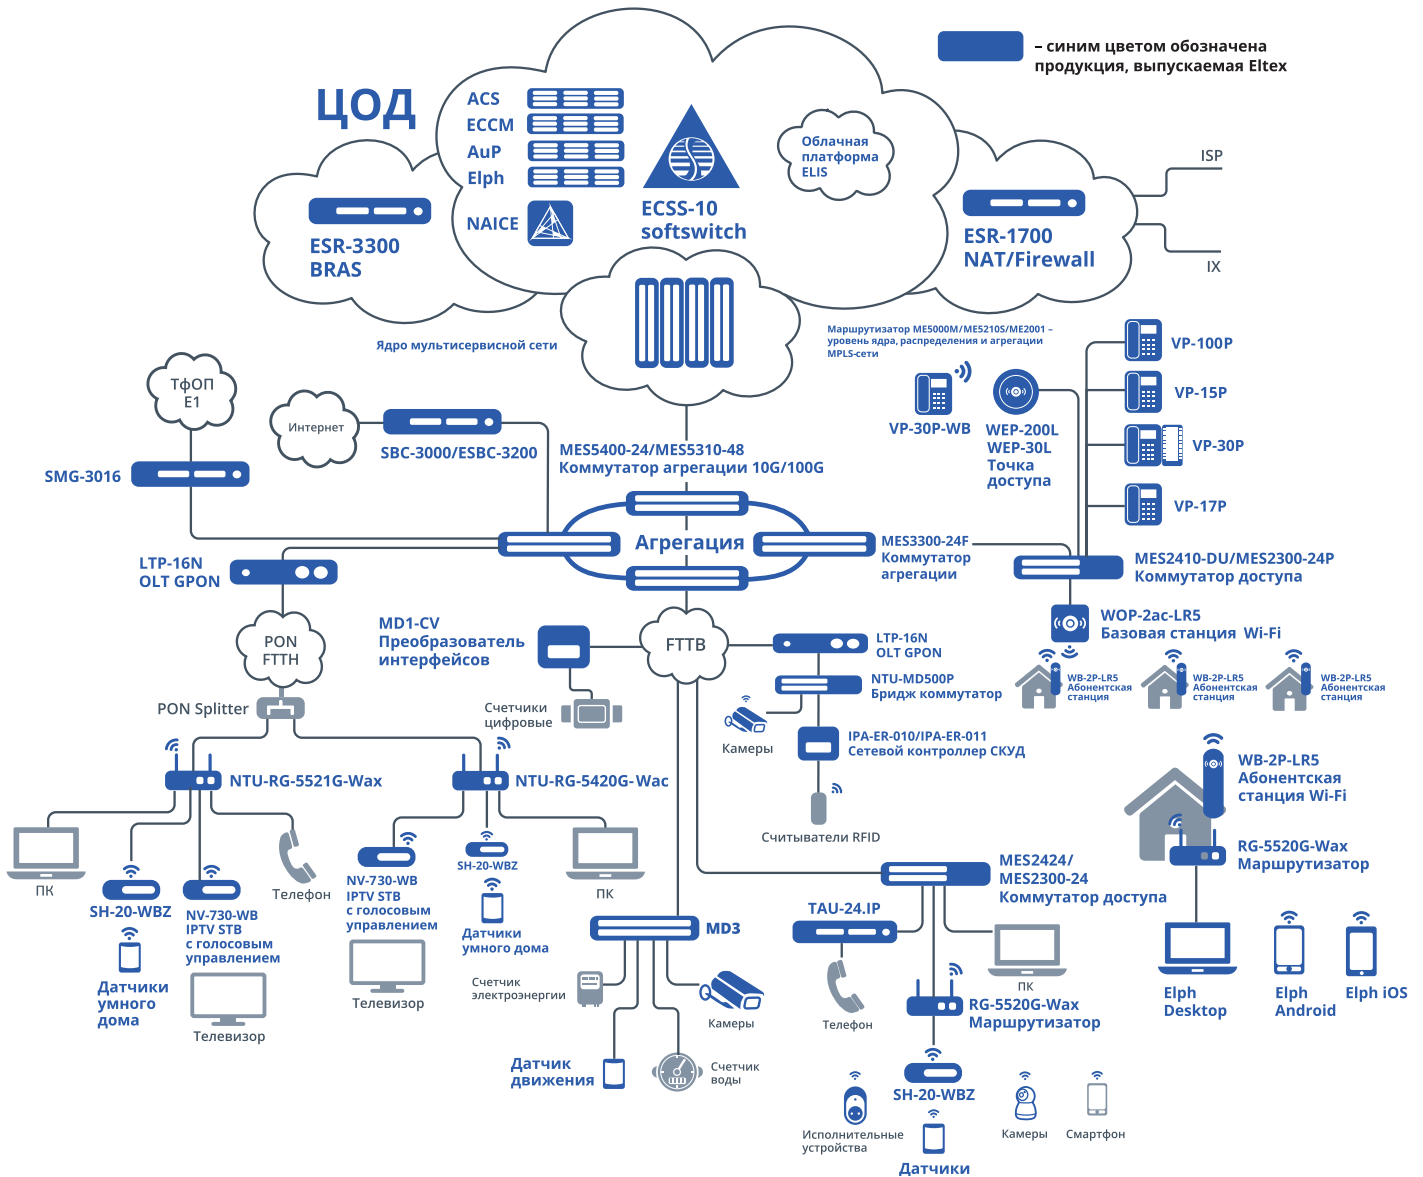 – синим цветом обозначена
продукция, выпускаемая Eltex
ЦОД
ACS
ECCM
AuP
Elph
NAICE
ECSS-10
softswitch
Облачная
платформа
ELIS
ESR-3300
BRAS
ESR-1700
NAT/Firewall
ISP
IX
Ядро мультисервисной сети
Маршрутизатор ME5000M/ME5210S/ME2001 –
уровень ядра, распределения и агрегации
MPLS-сети
ТфОП
E1
Интернет
SMG-3016
SBC-3000/ESBC-3200
MES5400-24/MES5310-48
Коммутатор агрегации 10G/100G
VP-30P-WB
WEP-200L
WEP-30L
Точка
доступа
VP-100P
VP-15P
VP-30P
VP-17P
Агрегация
MES3300-24F
Коммутатор
агрегации
MES2410-DU/MES2300-24P
Коммутатор доступа
LTP-16N
OLT GPON
PON
FTTH
PON Splitter
MD1-CV
Преобразователь
интерфейсов
Счетчики
цифровые
FTTB
LTP-16N
OLT GPON
NTU-MD500P
Бридж коммутатор
Камеры
IPA-ER-010/IPA-ER-011
Сетевой контроллер СКУД
Считыватели RFID
WOP-2ac-LR5
Базовая станция Wi-Fi
WB-2P-LR5
Абонентская
станция
WB-2P-LR5
Абонентская
станция
WB-2P-LR5
Абонентская
станция
WB-2P-LR5
Абонентская
станция Wi-Fi
RG-5520G-Wax
Маршрутизатор
NTU-RG-5521G-Wax
NTU-RG-5420G-Wac
ПК
SH-20-WBZ
Датчики
умного
дома
NV-730-WB
IPTV STB
с голосовым
управлением
Телевизор
Телефон
NV-730-WB
IPTV STB
с голосовым
управлением
Телевизор
SH-20-WBZ
Датчики
умного дома
ПК
MD3
Счетчик
электроэнергии
Датчик
движения
Счетчик
воды
Камеры
MES2424/
MES2300-24
Коммутатор доступа
TAU-24.IP
Телефон
ПК
RG-5520G-Wax
Маршрутизатор
SH-20-WBZ
Исполнительные
устройства
Датчики
Камеры
Смартфон
Elph
Desktop
Elph
Android
Elph iOS